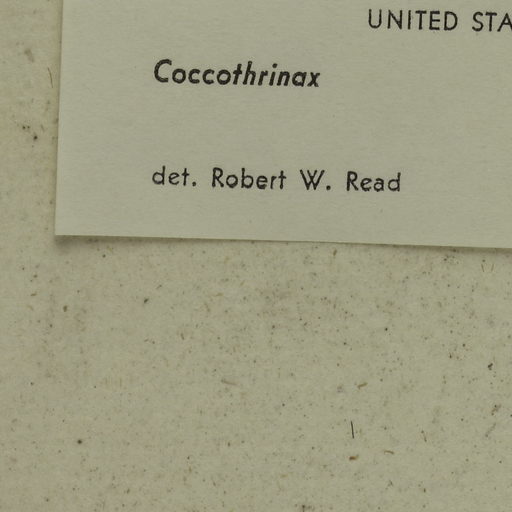 UNITED STA
Coccothrinax
det. Robert W. Read